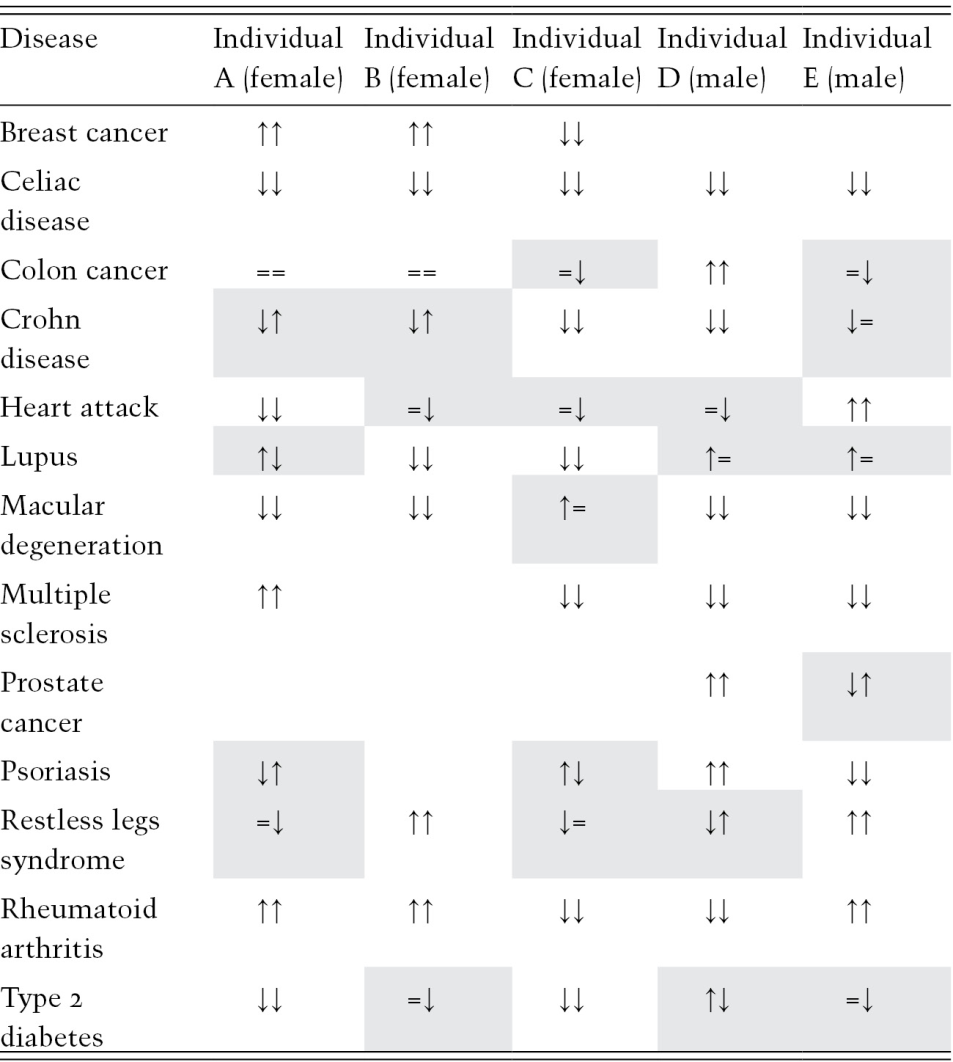 Disease Individual Individual Individual Individual Individual
A (female) B (female) C (female) D (male) E (male)
Breast cancer ↑↑ ↑↑ ↓↓
Celiac ↓↓ ↓↓ ↓↓ ↓↓ ↓↓
disease
Colon cancer == == =↓ ↑↑ =↓
Crohn ↓↑ ↓↑ ↓↓ ↓↓ ↓=
disease
Heart attack ↓↓ =↓ =↓ =↓ ↑↑
Lupus ↑↓ ↓↓ ↓↓ ↑= ↑=
Macular ↓↓ ↓↓ ↑= ↓↓ ↓↓
degeneration
Multiple ↑↑ ↓↓ ↓↓ ↓↓
sclerosis
Prostate ↑↑ ↓↑
cancer
Psoriasis ↓↑ ↑↓ ↑↑ ↓↓
Restless legs =↓ ↑↑ ↓= ↓↑ ↑↑
syndrome
Rheumatoid ↑↑ ↑↑ ↓↓ ↓↓ ↑↑
arthritis
Type 2 ↓↓ =↓ ↓↓ ↑↓ =↓
diabetes